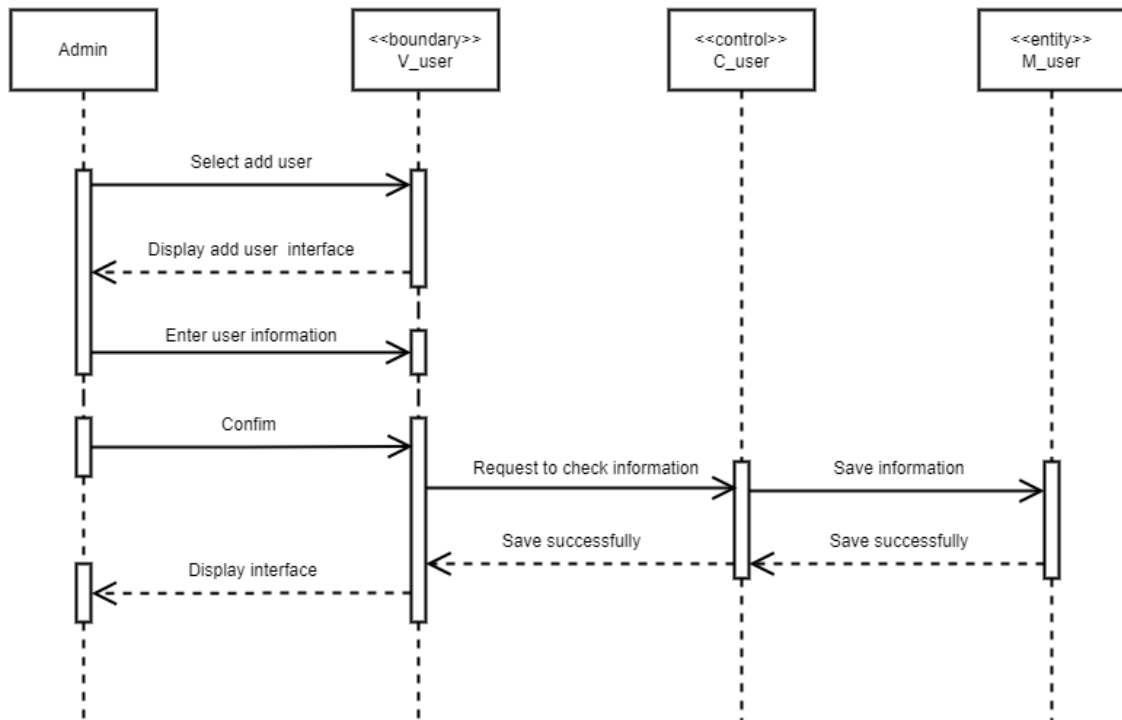 Admin
<<boundary>>
V_user
<<control>>
C_user
<<entity>>
M_user
Select add user
Display add user interface
Enter user information
Confim
Request to check information
Save information
Save successfully
Save successfully
Display interface